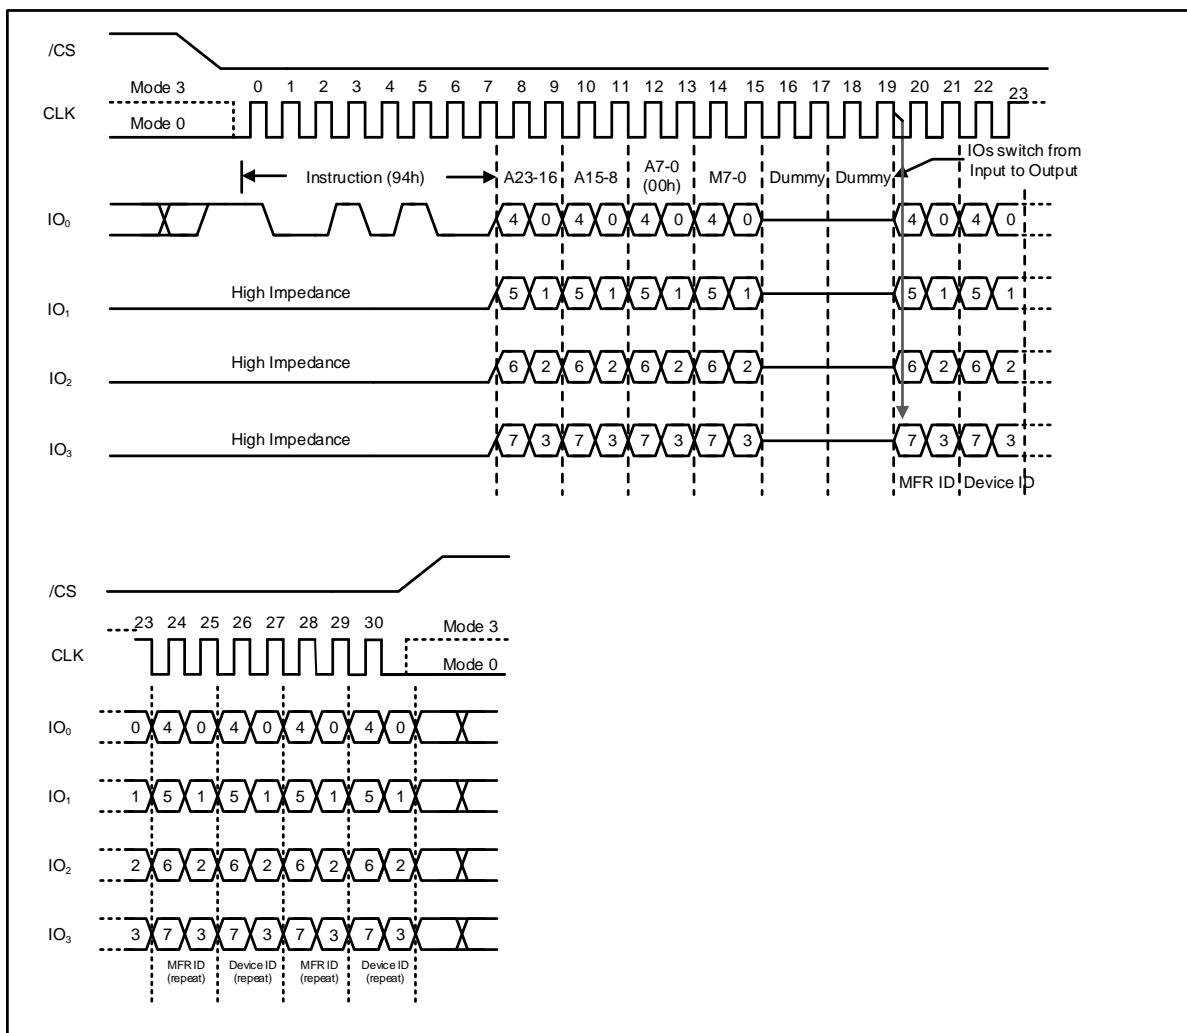 /CS
Mode 3
0 1 2 3 4 5 6 7 8 9 10 11 12 13 14 15 16 17 18 19 20 21 22 23
CLK
Mode 0
Instruction (94h) A23-16 A15-8 A7-0 (00h) M7-0 Dummy Dummy
IOs switch from
Input to Output
IO₀ 4 0 4 0 4 0 4 0 4 0 4 0
High Impedance
IO₁ 5 1 5 1 5 1 5 1 5 1 5 1
High Impedance
IO₂ 6 2 6 2 6 2 6 2 6 2 6 2
High Impedance
IO₃ 7 3 7 3 7 3 7 3 7 3 7 3
MFR ID Device ID
/CS
23 24 25 26 27 28 29 30
Mode 3
CLK
Mode 0
IO₀ 0 4 0 4 0 4 0 4 0
IO₁ 1 5 1 5 1 5 1 5 1
IO₂ 2 6 2 6 2 6 2 6 2
IO₃ 3 7 3 7 3 7 3 7 3
MFR ID Device ID MFR ID Device ID
(repeat) (repeat) (repeat) (repeat)